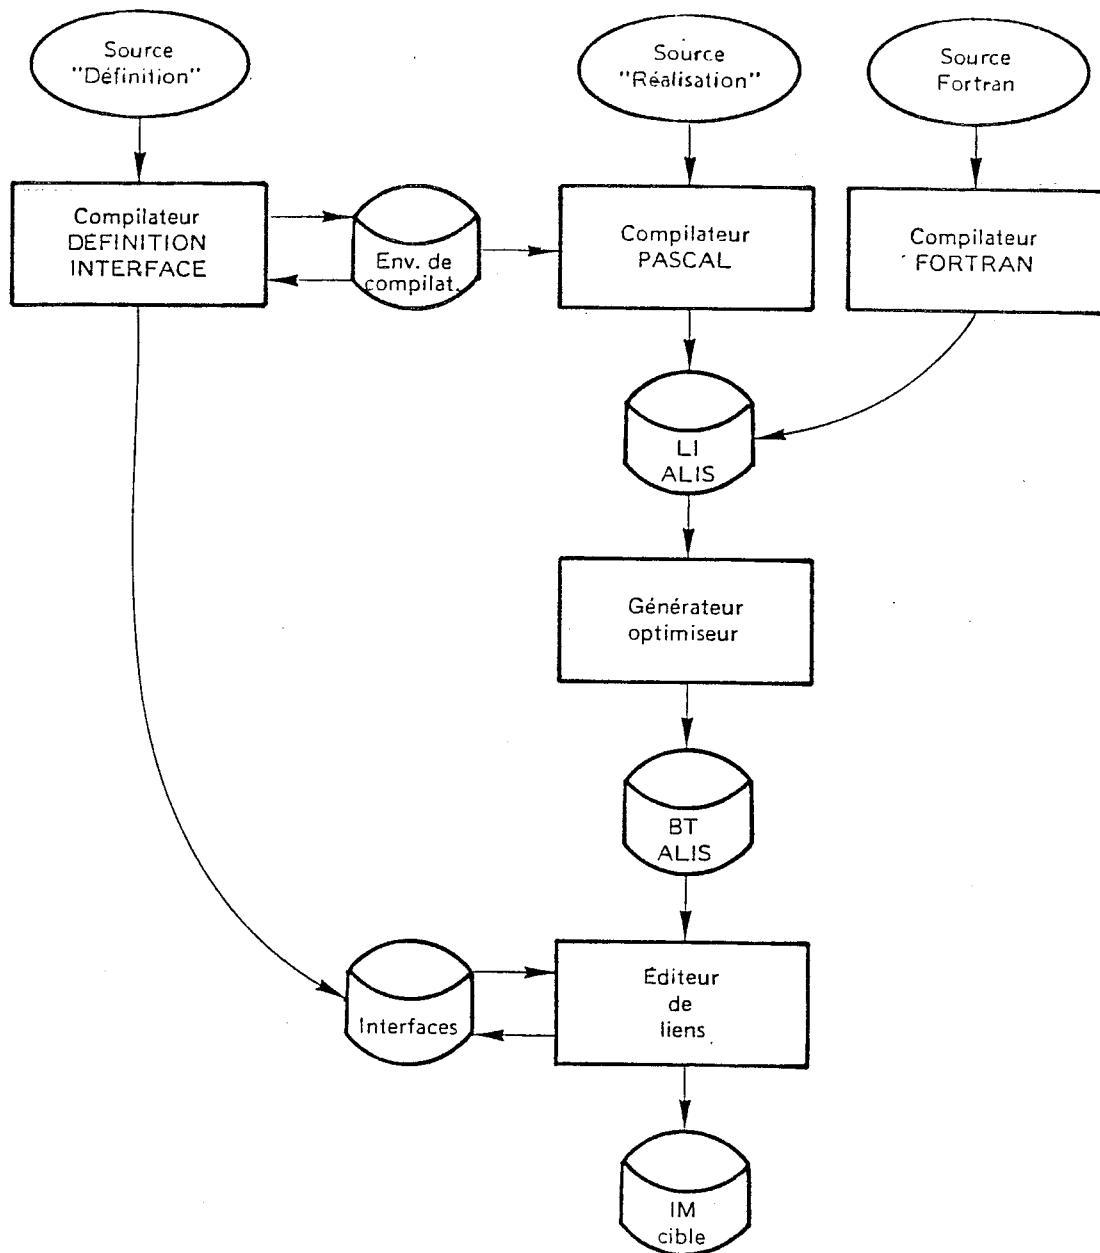 Source
"Définition"
Source
"Réalisation"
Source
Fortran
Compilateur
DÉFINITION
INTERFACE
Env. de
compilat.
Compilateur
PASCAL
Compilateur
FORTRAN
LI
ALIS
Générateur
optimiseur
BT
ALIS
Interfaces
Éditeur
de
liens
IM
cible